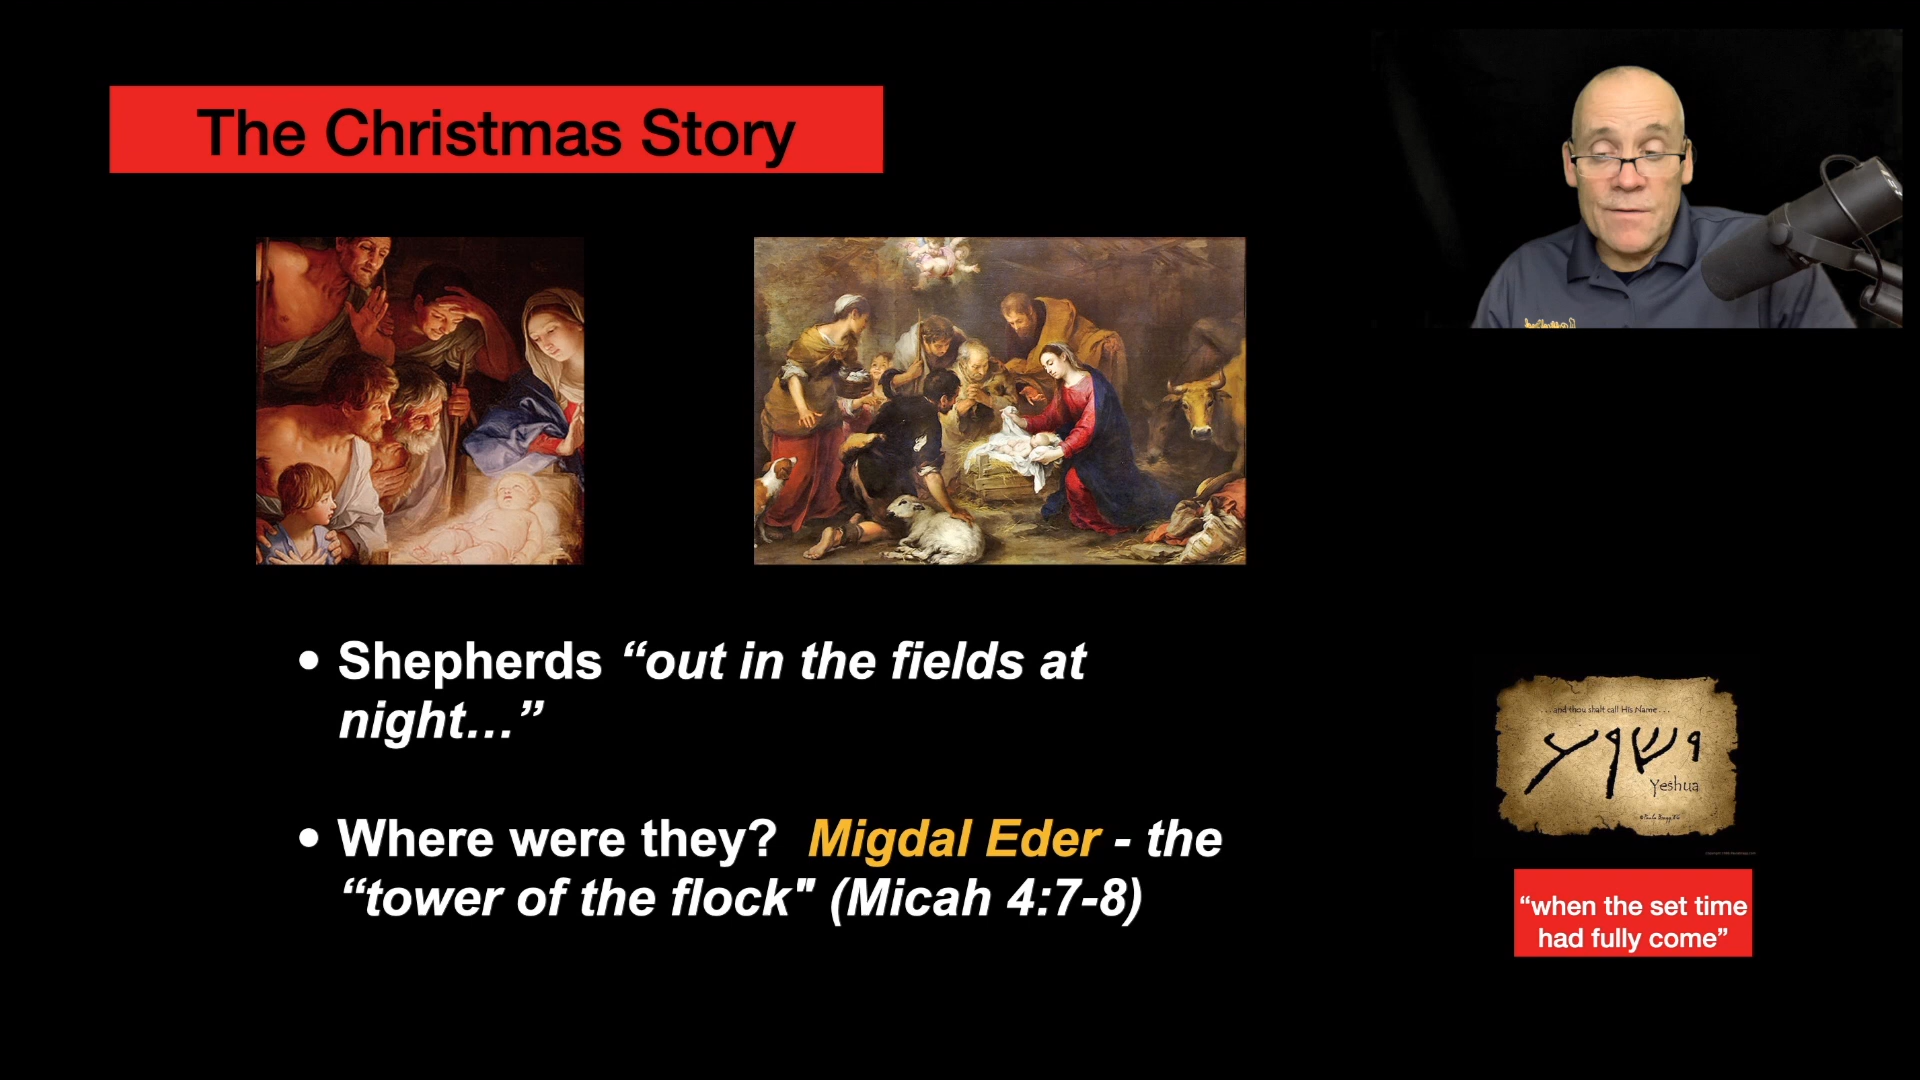 The Christmas Story
• Shepherds “out in the fields at
night…”
• Where were they? Migdal Eder - the
“tower of the flock" (Micah 4:7-8)
...and thou shalt call His Name...
ישוע
Yeshua
“when the set time
had fully come”